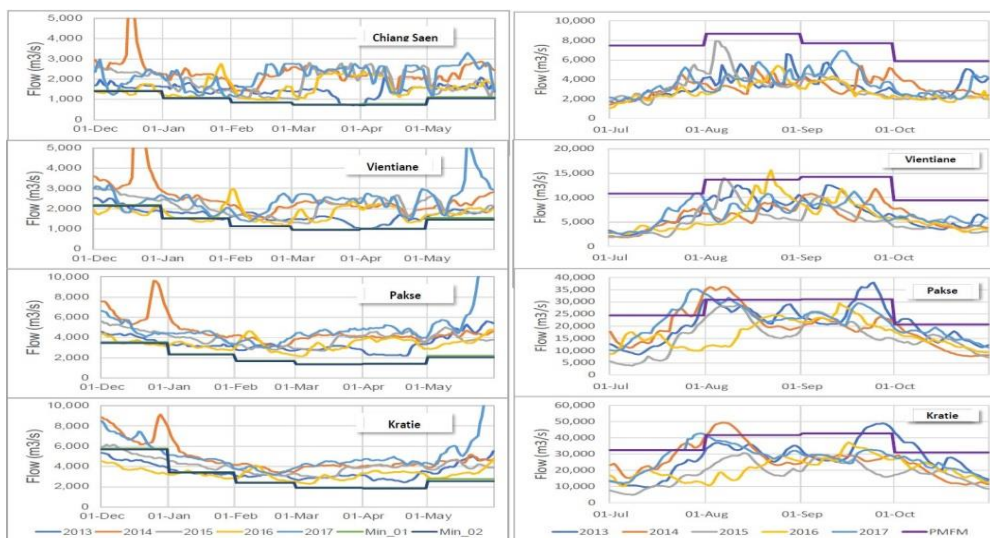 5,000
4,000
3,000
2,000
1,000
0
Flow (m3/s)
Chiang Saen
01-Dec 01-Jan 01-Feb 01-Mar 01-Apr 01-May
10,000
8,000
6,000
4,000
2,000
0
Flow (m3/s)
01-Jul 01-Aug 01-Sep 01-Oct
5,000
4,000
3,000
2,000
1,000
0
Flow (m3/s)
Vientiane
01-Dec 01-Jan 01-Feb 01-Mar 01-Apr 01-May
20,000
15,000
10,000
5,000
0
Flow (m3/s)
Vientiane
01-Jul 01-Aug 01-Sep 01-Oct
10,000
8,000
6,000
4,000
2,000
0
Flow (m3/s)
Pakse
01-Dec 01-Jan 01-Feb 01-Mar 01-Apr 01-May
40,000
35,000
30,000
25,000
20,000
15,000
10,000
5,000
0
Flow (m3/s)
Pakse
01-Jul 01-Aug 01-Sep 01-Oct
10,000
8,000
6,000
4,000
2,000
0
Flow (m3/s)
Kratie
01-Dec 01-Jan 01-Feb 01-Mar 01-Apr 01-May
2013 2014 2015 2016 2017 Min_01 Min_02
60,000
50,000
40,000
30,000
20,000
10,000
0
Flow (m3/s)
Kratie
01-Jul 01-Aug 01-Sep 01-Oct
2013 2014 2015 2016 2017 PMFM